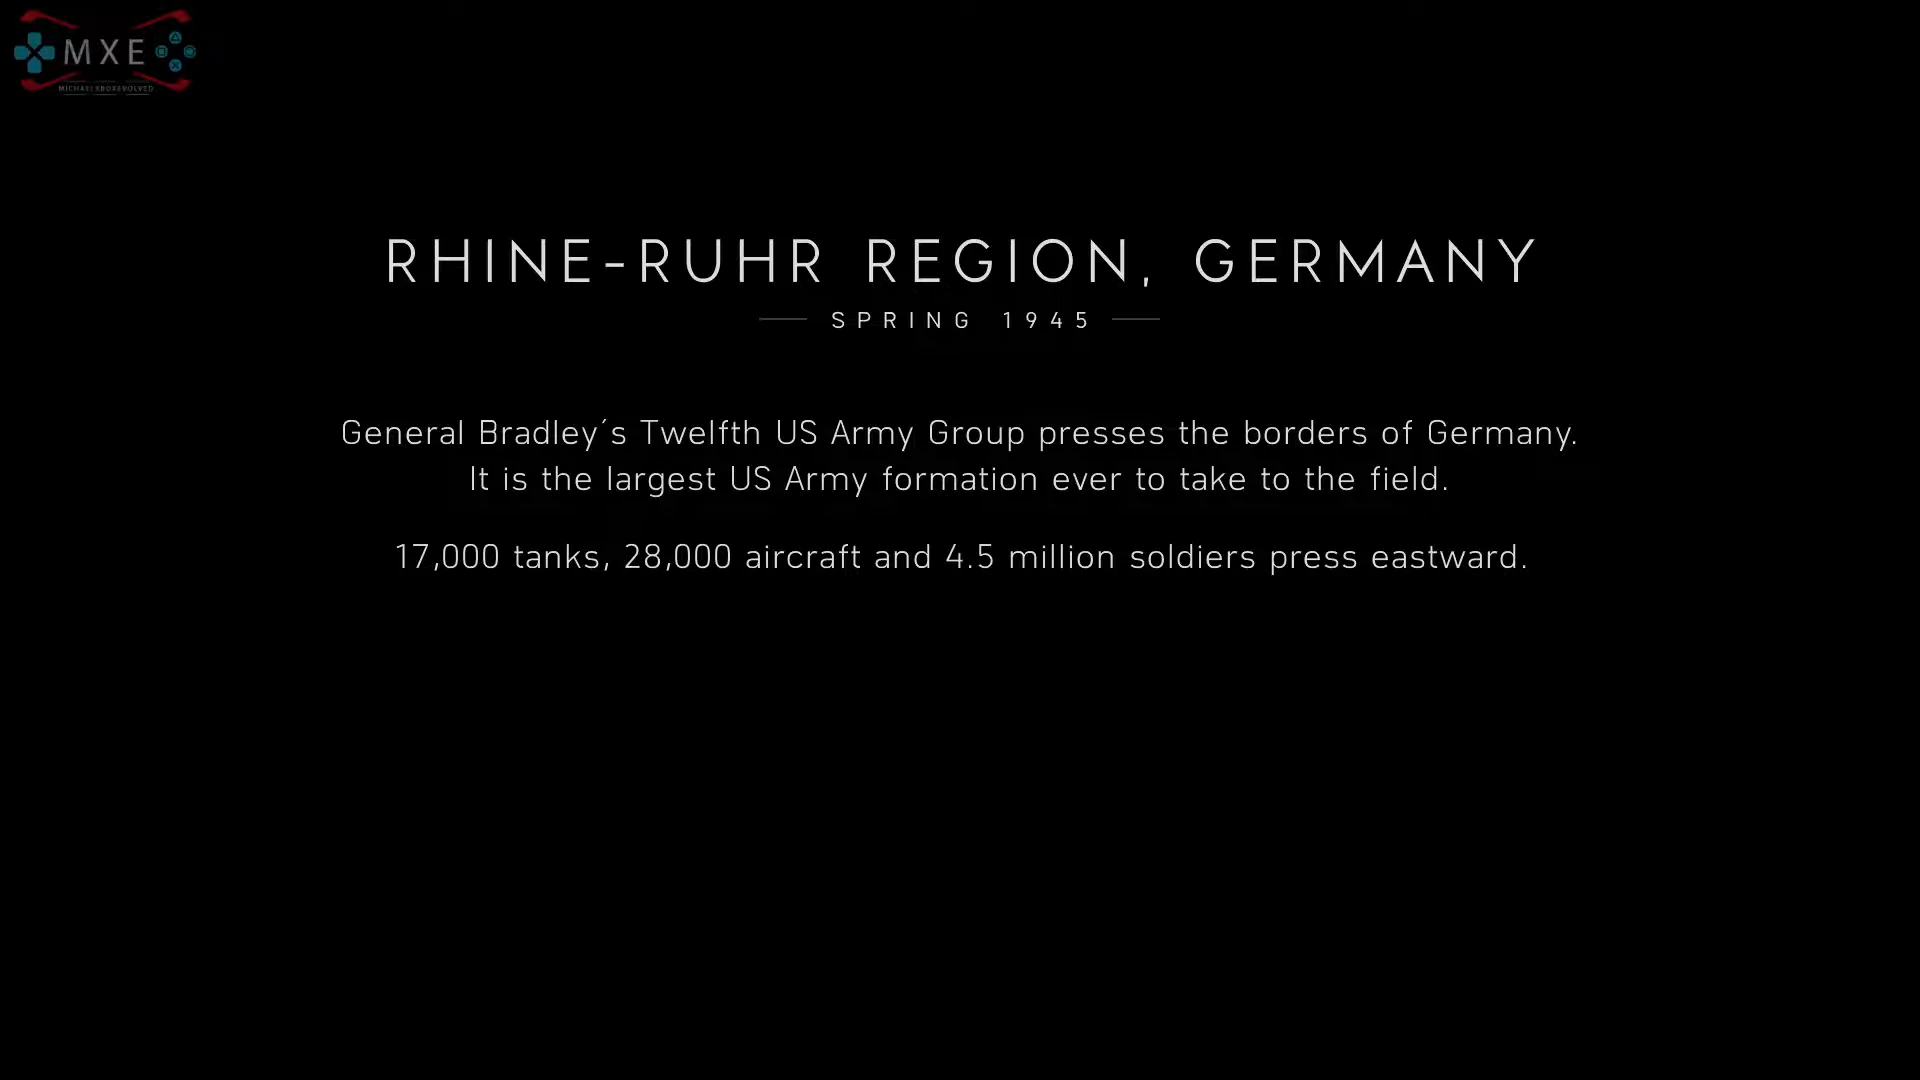 MXE
MICHAELXBOXEVOLVED
RHINE-RUHR REGION, GERMANY
SPRING 1945
General Bradley´s Twelfth US Army Group presses the borders of Germany.
It is the largest US Army formation ever to take to the field.
17,000 tanks, 28,000 aircraft and 4.5 million soldiers press eastward.